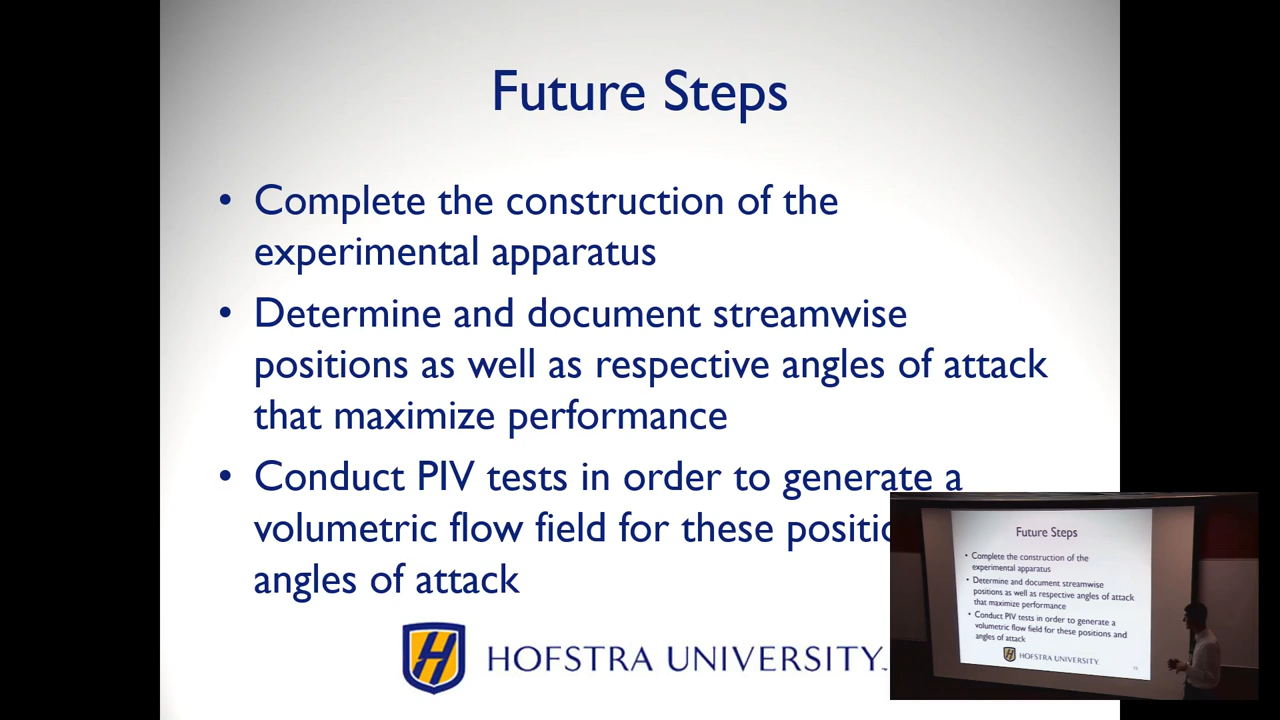 Future Steps
• Complete the construction of the
experimental apparatus
• Determine and document streamwise
positions as well as respective angles of attack
that maximize performance
• Conduct PIV tests in order to generate a
volumetric flow field for these positio
angles of attack
HOFSTRA UNIVERSITY.
Future Steps
• Complete the construction of the
experimental apparatus
• Determine and document streamwise
positions as well as respective angles of attack
that maximize performance
• Conduct PIV tests in order to generate a
volumetric flow field for these positions and
angles of attack
HOFSTRA UNIVERSITY.